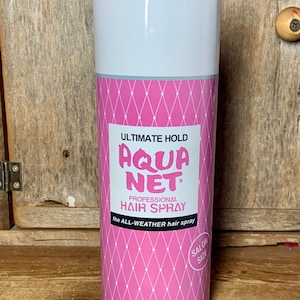 ULTIMATE HOLD
AQUA
NET®
PROFESSIONAL
HAIR SPRAY
the ALL-WEATHER hair spray
SALON
SIZE